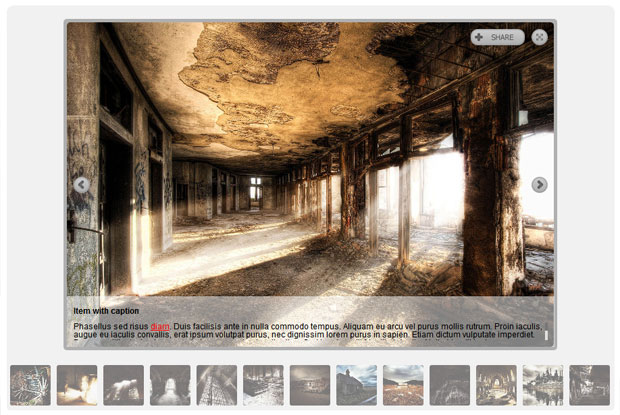 SHARE
Item with caption
Phasellus sed risus diam. Duis facilisis ante in nulla commodo tempus. Aliquam eu arcu vel purus mollis rutrum. Proin iaculis,
augue eu iaculis convallis, erat ipsum volutpat purus, nec dignissim lorem purus in sapien. Etiam dictum vulputate imperdiet.